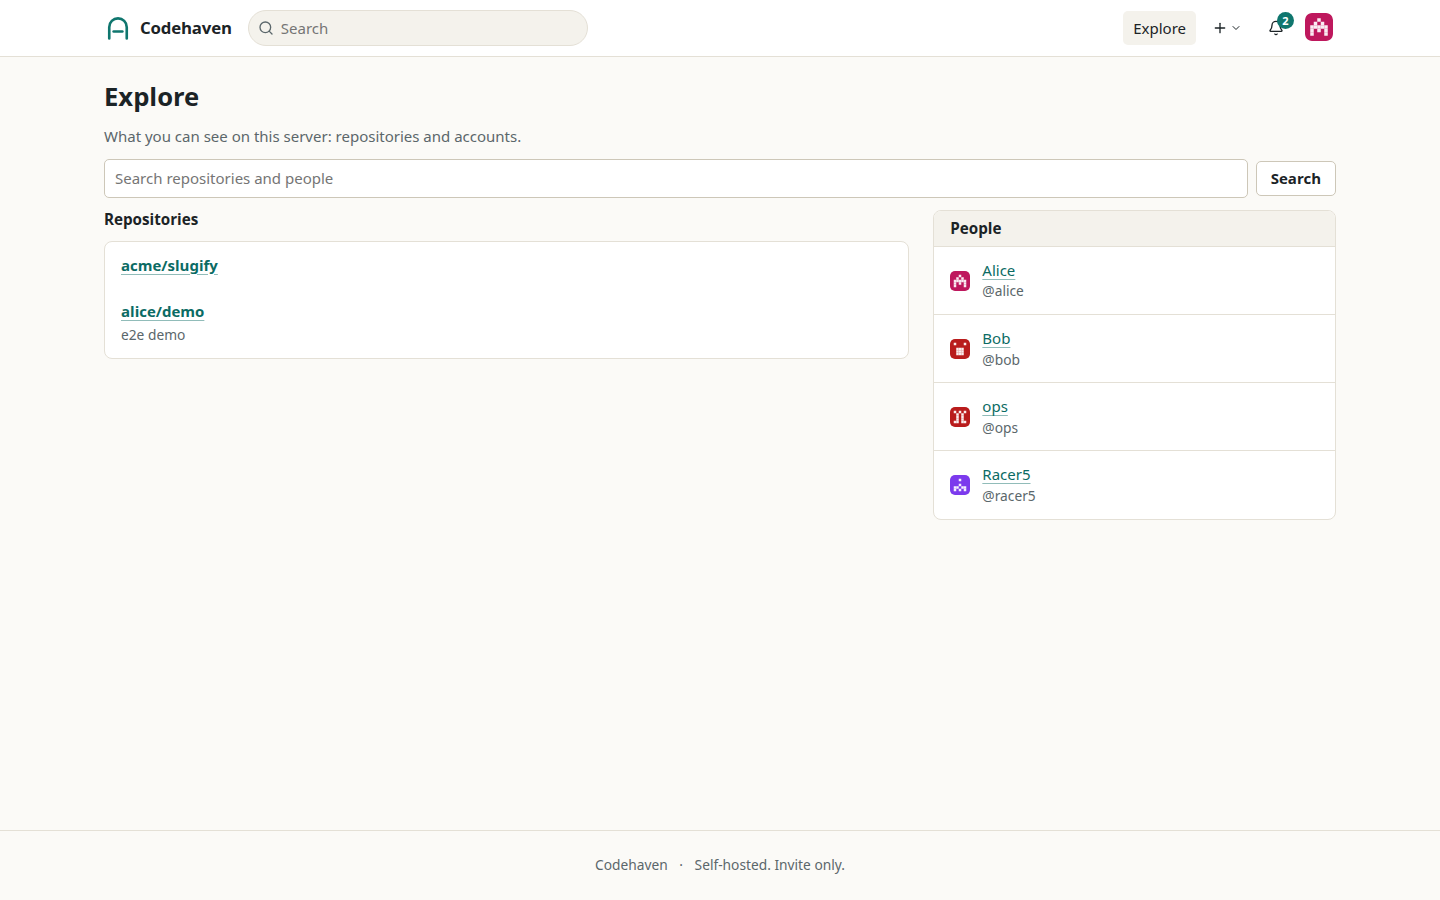 Codehaven
Search
Explore
2
Explore
What you can see on this server: repositories and accounts.
Search repositories and people
Search
Repositories
acme/slugify
alice/demo
e2e demo
People
Alice
@alice
Bob
@bob
ops
@ops
Racer5
@racer5
Codehaven · Self-hosted. Invite only.